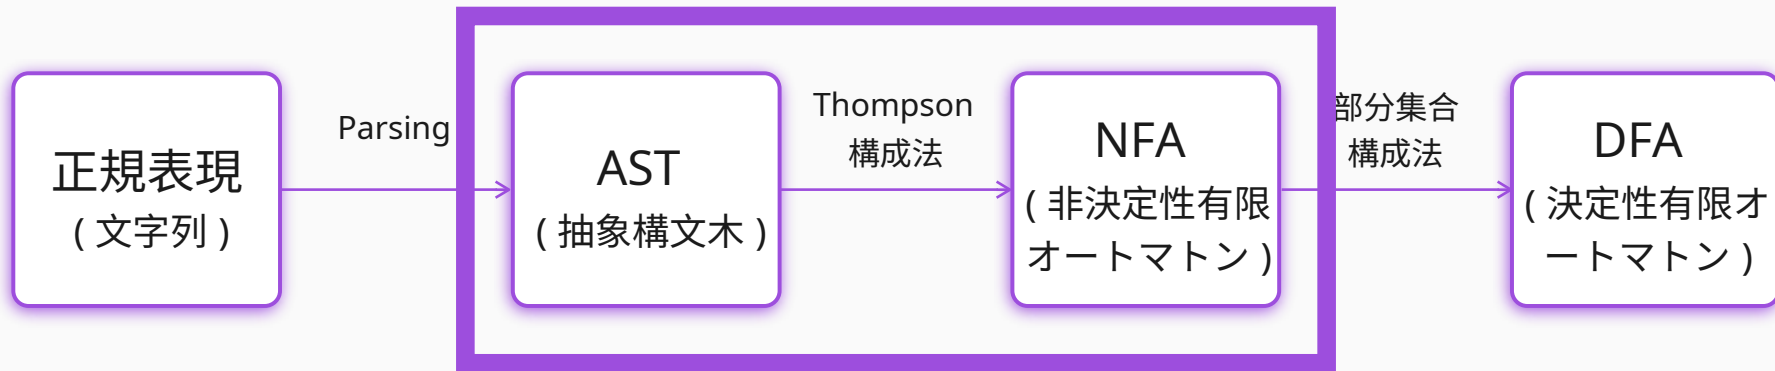 正規表現
( 文字列 )
Parsing
AST
( 抽象構文木 )
Thompson
構成法
NFA
( 非決定性有限
オートマトン )
部分集合
構成法
DFA
( 決定性有限オ
ートマトン )